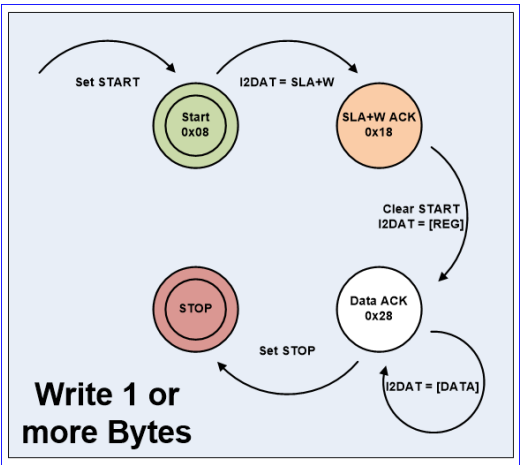 Set START
I2DAT = SLA+W
Start
0x08
SLA+W ACK
0x18
Clear START
I2DAT = [REG]
STOP
Data ACK
0x28
Set STOP
I2DAT = [DATA]
Write 1 or
more Bytes